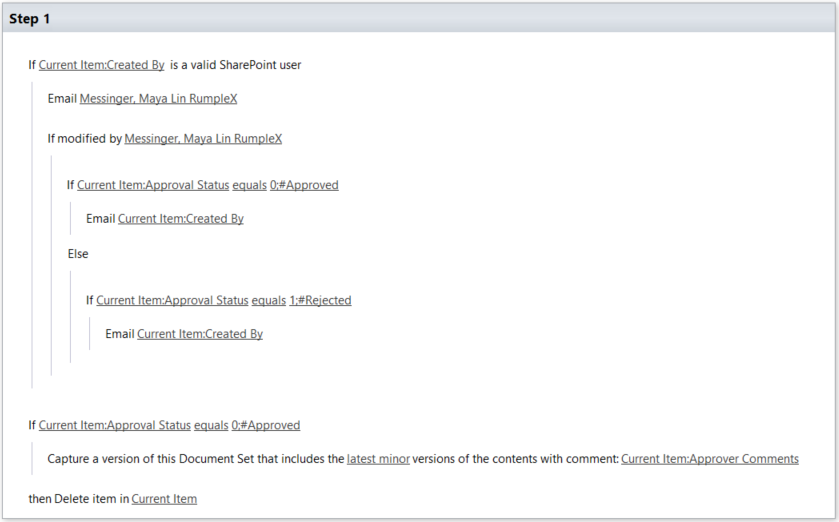 Step 1
If Current Item:Created By is a valid SharePoint user
Email Messinger, Maya Lin RumpleX
If modified by Messinger, Maya Lin RumpleX
If Current Item:Approval Status equals 0;#Approved
Email Current Item:Created By
Else
If Current Item:Approval Status equals 1;#Rejected
Email Current Item:Created By
If Current Item:Approval Status equals 0;#Approved
Capture a version of this Document Set that includes the latest minor versions of the contents with comment: Current Item:Approver Comments
then Delete item in Current Item